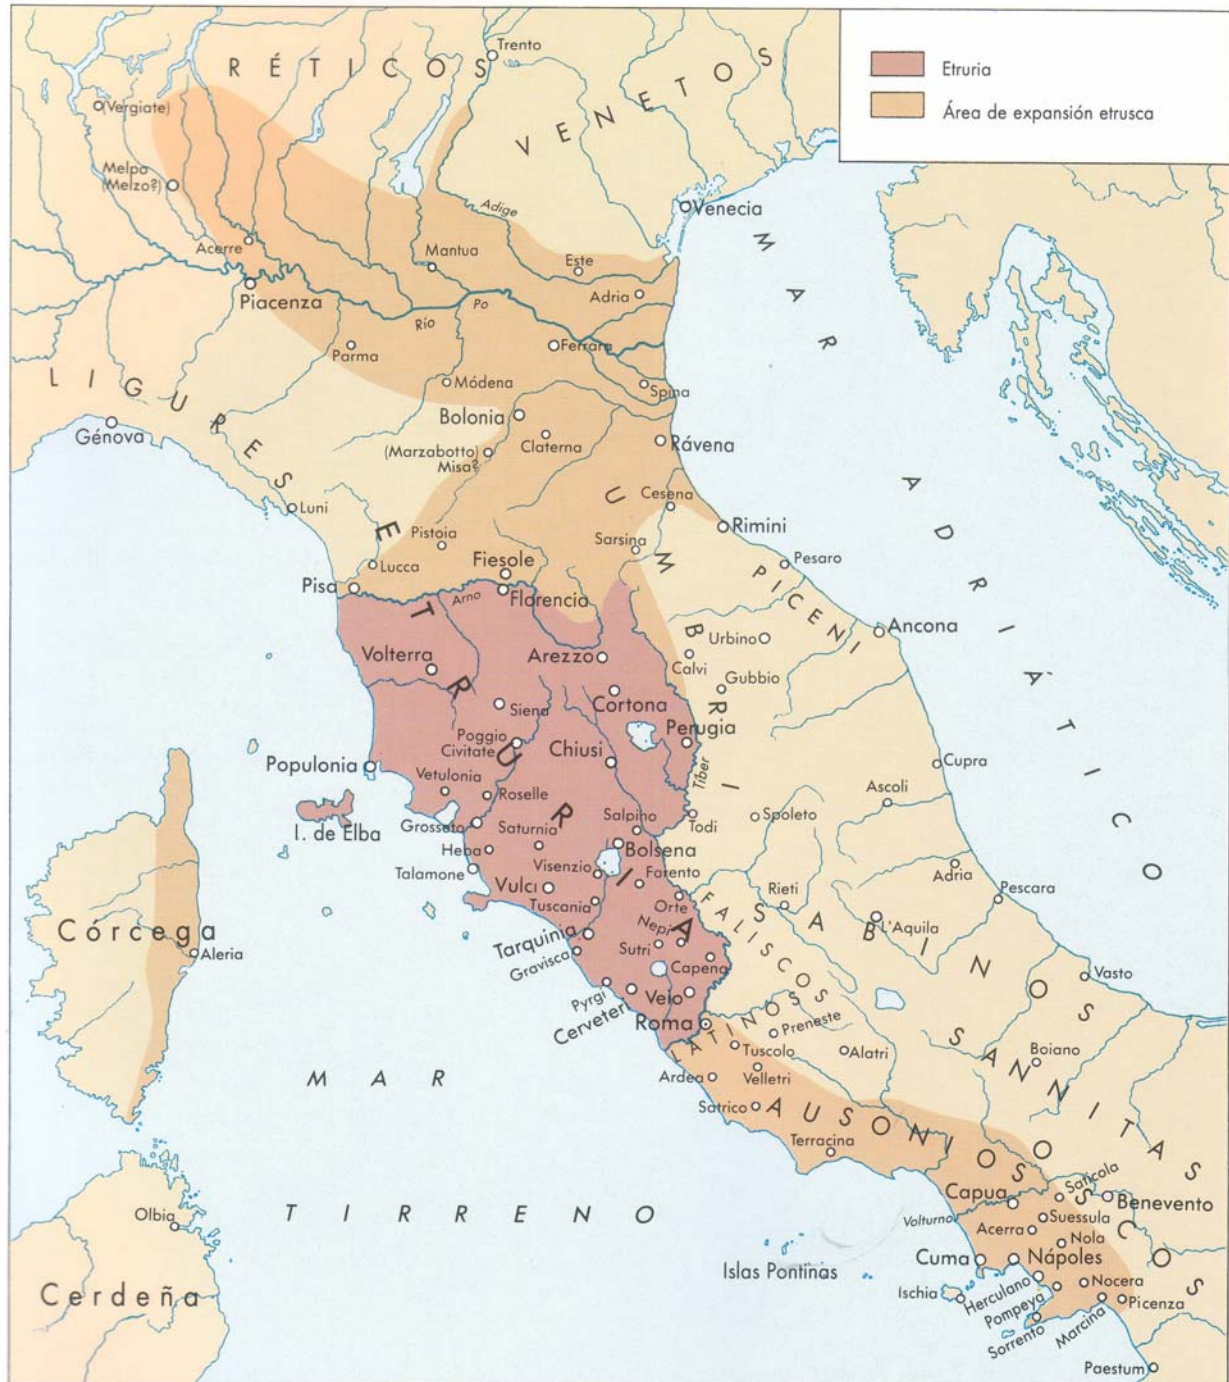 Etruria
Área de expansión etrusca
RÉTICOS
Trento
VENETOS
(Vergiate)
Melpo
(Melzo?)
Adige
Venecia
MAR ADRIÁTICO
Acerre
Mantua
Este
Adria
Piacenza
Río
Po
Parma
Ferrara
Módena
Spina
LIGURES
Génova
Bolonia
Claterna
Rávena
(Marzabotto)
Misa?
Luni
Cesena
UMBRI
Rimini
Pistoia
Sarsina
Lucca
Fiesole
Pesaro
PICENI
Pisa
Arno
Florencia
ETRURIA
Ancona
Volterra
Arezzo
Urbino
Calvi
Gubbio
Siena
Cortona
Poggio
Civitate
Chiusi
Perugia
Populonia
Vetulonia
Tíber
Cupra
I. de Elba
Roselle
Ascoli
Grosseto
Saturnia
Salpino
Todi
Spoleto
Heba
Bolsena
Talamone
Visenzio
Farento
Adria
Vulci
Rieti
Pescara
Tuscania
Orte
FALISCOS
SABINOS
Córcega
Aleria
Tarquinia
Nepi
L'Aquila
Gravisca
Sutri
Capena
Vasto
Pyrgi
Cerveteri
Veio
Roma
LATINOS
Preneste
SANNITAS
Tuscolo
Alatri
Boiano
MAR
Ardea
Velletri
Satrico
AUSONIOS
Terracina
OSCOS
TIRRENO
Olbia
Capua
Saticola
Benevento
Volturno
Suessula
Acerra
Nola
Cuma
Nápoles
Islas Pontinas
Cerdeña
Ischia
Herculano
Nocera
Pompeya
Picenza
Sorrento
Marcina
Paestum